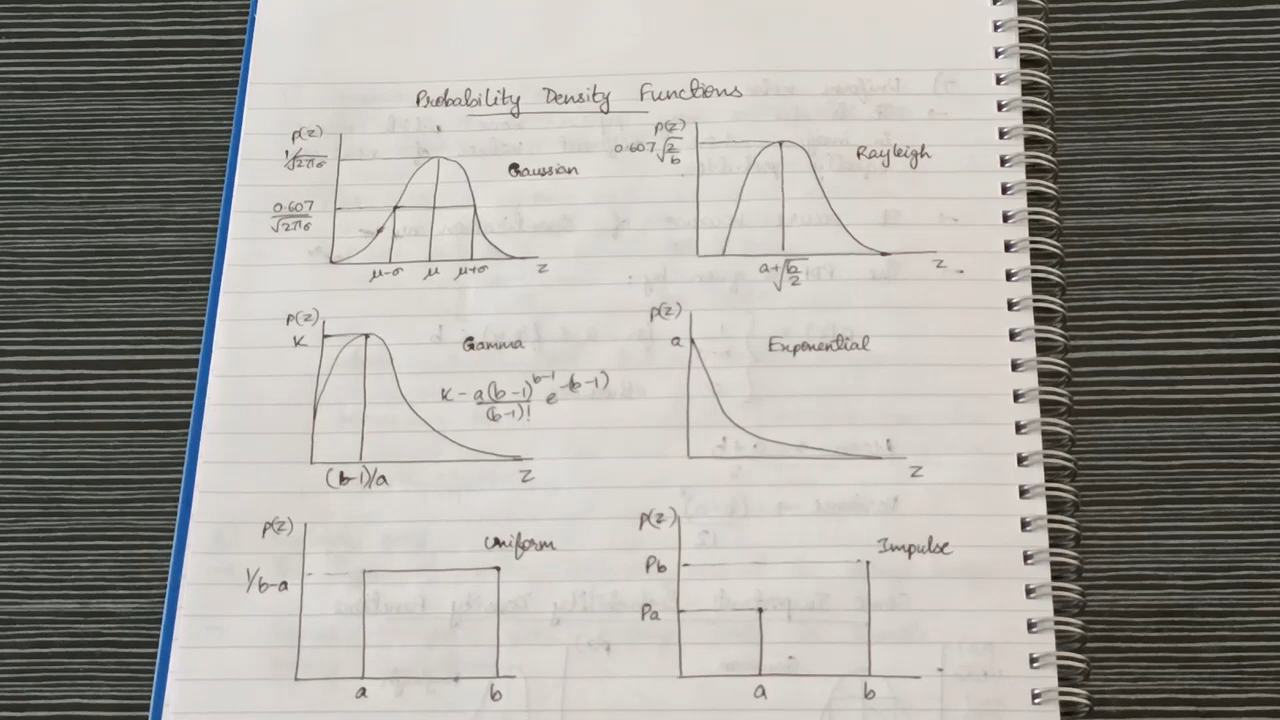 Probability Density Functions
p(z)
1/√2πσ
Gaussian
0.607/√2πσ
μ-σ μ μ+σ z
p(z)
0.607√2/b
Rayleigh
a+√b/2 z
p(z)
K
Gamma
K - a(b-1)^b-1/(b-1)! e^-(b-1)
(b-1)/a z
p(z)
a
Exponential
z
p(z)
Uniform
1/b-a
a b
p(z)
Impulse
Pb
Pa
a b